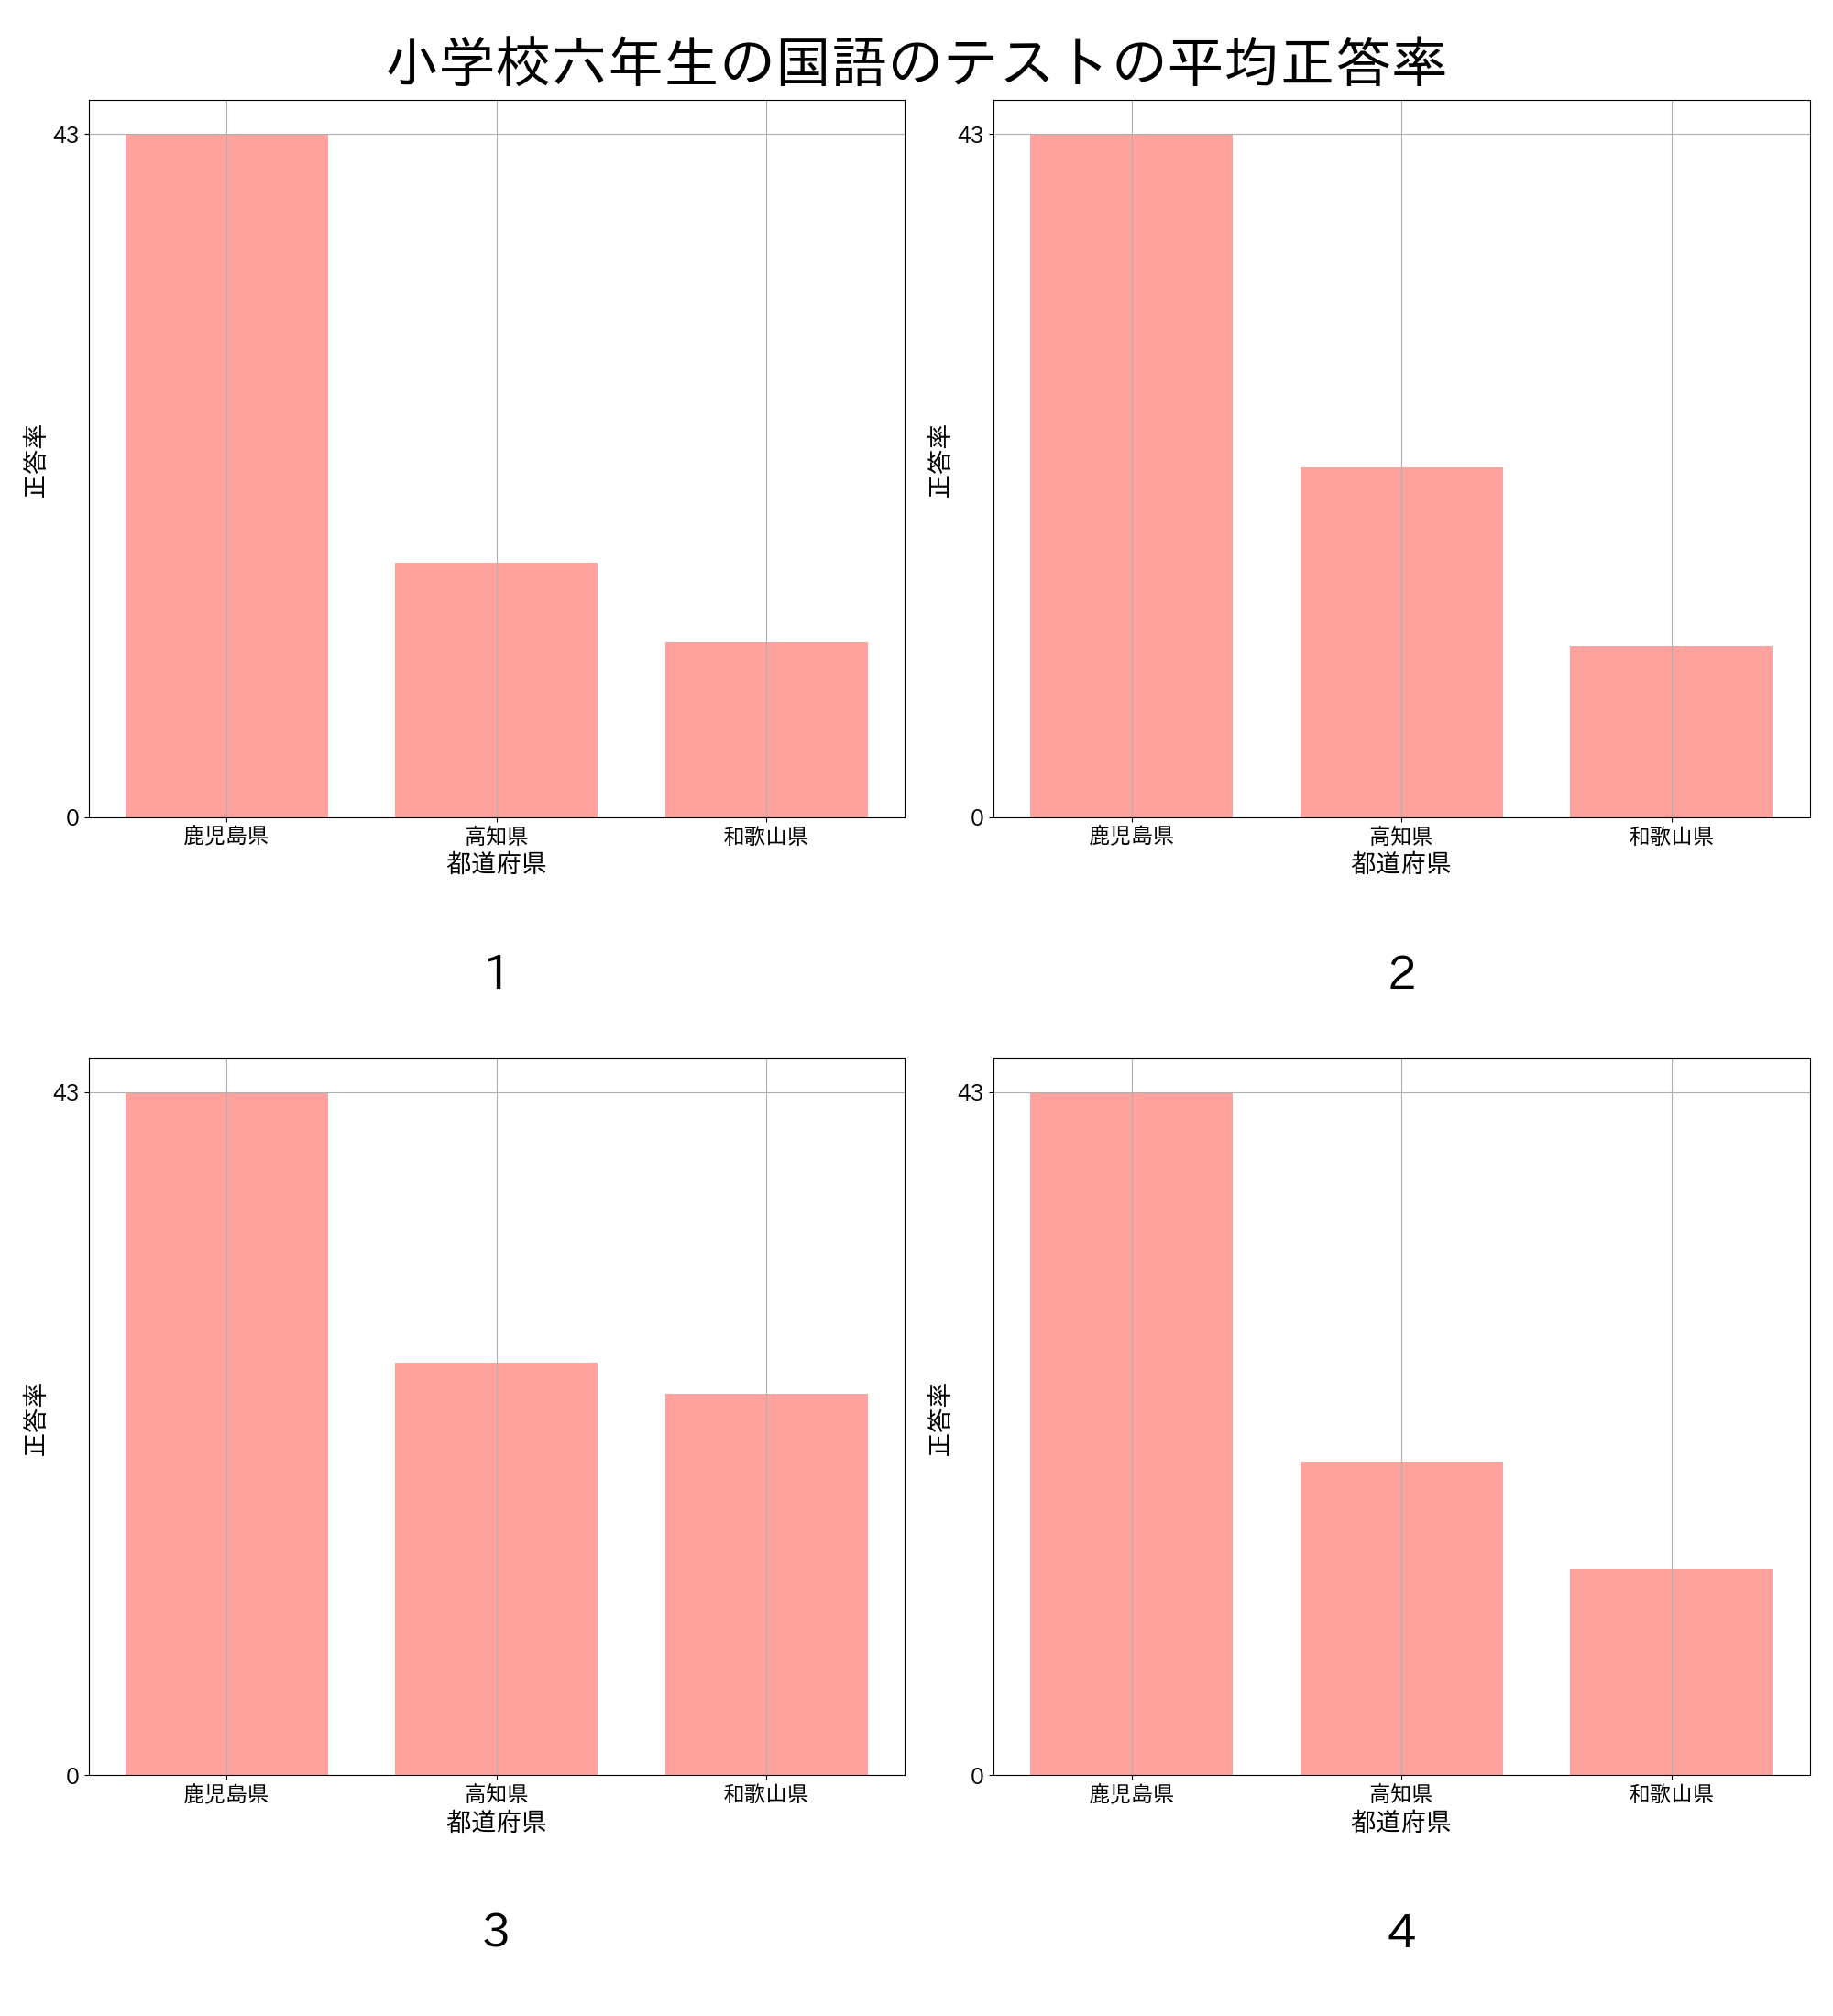 小学校六年生の国語のテストの平均正答率
43
0
正答率
鹿児島県 高知県 和歌山県
都道府県
1
43
0
正答率
鹿児島県 高知県 和歌山県
都道府県
2
43
0
正答率
鹿児島県 高知県 和歌山県
都道府県
3
43
0
正答率
鹿児島県 高知県 和歌山県
都道府県
4